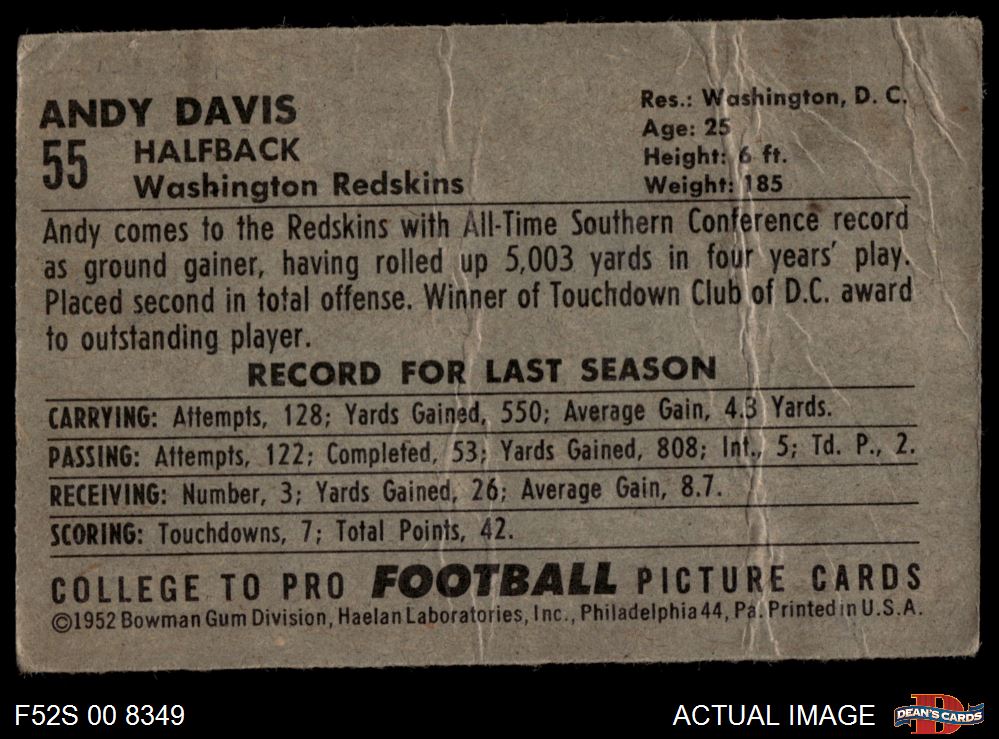 ANDY DAVIS
55 HALFBACK
Washington Redskins
Res.: Washington, D. C.
Age: 25
Height: 6 ft.
Weight: 185
Andy comes to the Redskins with All-Time Southern Conference record
as ground gainer, having rolled up 5,003 yards in four years' play.
Placed second in total offense. Winner of Touchdown Club of D.C. award
to outstanding player.
RECORD FOR LAST SEASON
CARRYING: Attempts, 128; Yards Gained, 550; Average Gain, 4.3 Yards.
PASSING: Attempts, 122; Completed, 53; Yards Gained, 808; Int., 5; Td. P., 2.
RECEIVING: Number, 3; Yards Gained, 26; Average Gain, 8.7.
SCORING: Touchdowns, 7; Total Points, 42.
COLLEGE TO PRO FOOTBALL PICTURE CARDS
©1952 Bowman Gum Division, Haelan Laboratories, Inc., Philadelphia 44, Pa. Printed in U.S.A.
F52S 00 8349
ACTUAL IMAGE
DEAN'S CARDS